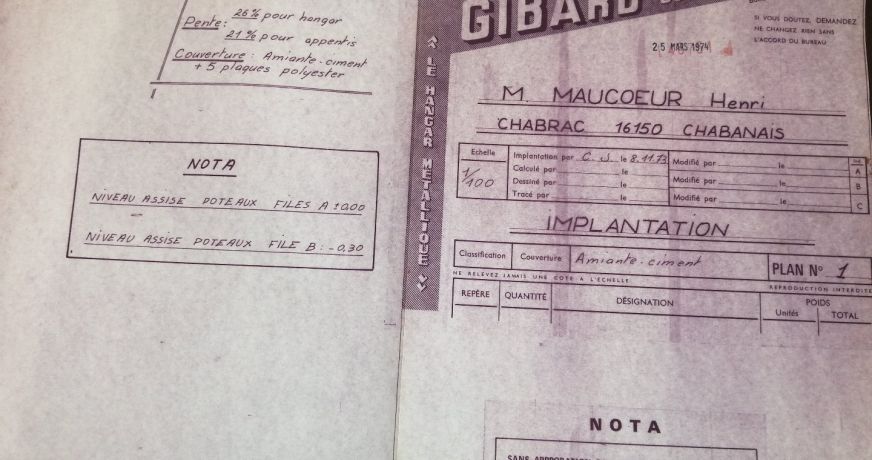 Pente: 26% pour hangar
21% pour appentis
Couverture: Amiante-ciment
+ 5 plaques polyester
NOTA
NIVEAU ASSISE POTEAUX FILES A ±0,00
NIVEAU ASSISE POTEAUX FILE B: -0,30
LE HANGAR MÉTALLIQUE
GIBARD
SI VOUS DOUTEZ, DEMANDEZ
NE CHANGEZ RIEN SANS
L'ACCORD DU BUREAU
25 MARS 1974
M. MAUCOEUR Henri
CHABRAC 16150 CHABANAIS
Echelle
1/100
Implantation par C.J. le 8.11.73 Modifié par le
Calculé par le
Dessiné par le Modifié par le
Tracé par le Modifié par le
A
B
C
IMPLANTATION
Classification Couverture Amiante-ciment PLAN N° 1
NE RELEVEZ JAMAIS UNE COTE A L'ECHELLE REPRODUCTION INTERDITE
REPÈRE QUANTITÉ DÉSIGNATION POIDS
Unités TOTAL
NOTA
SANS